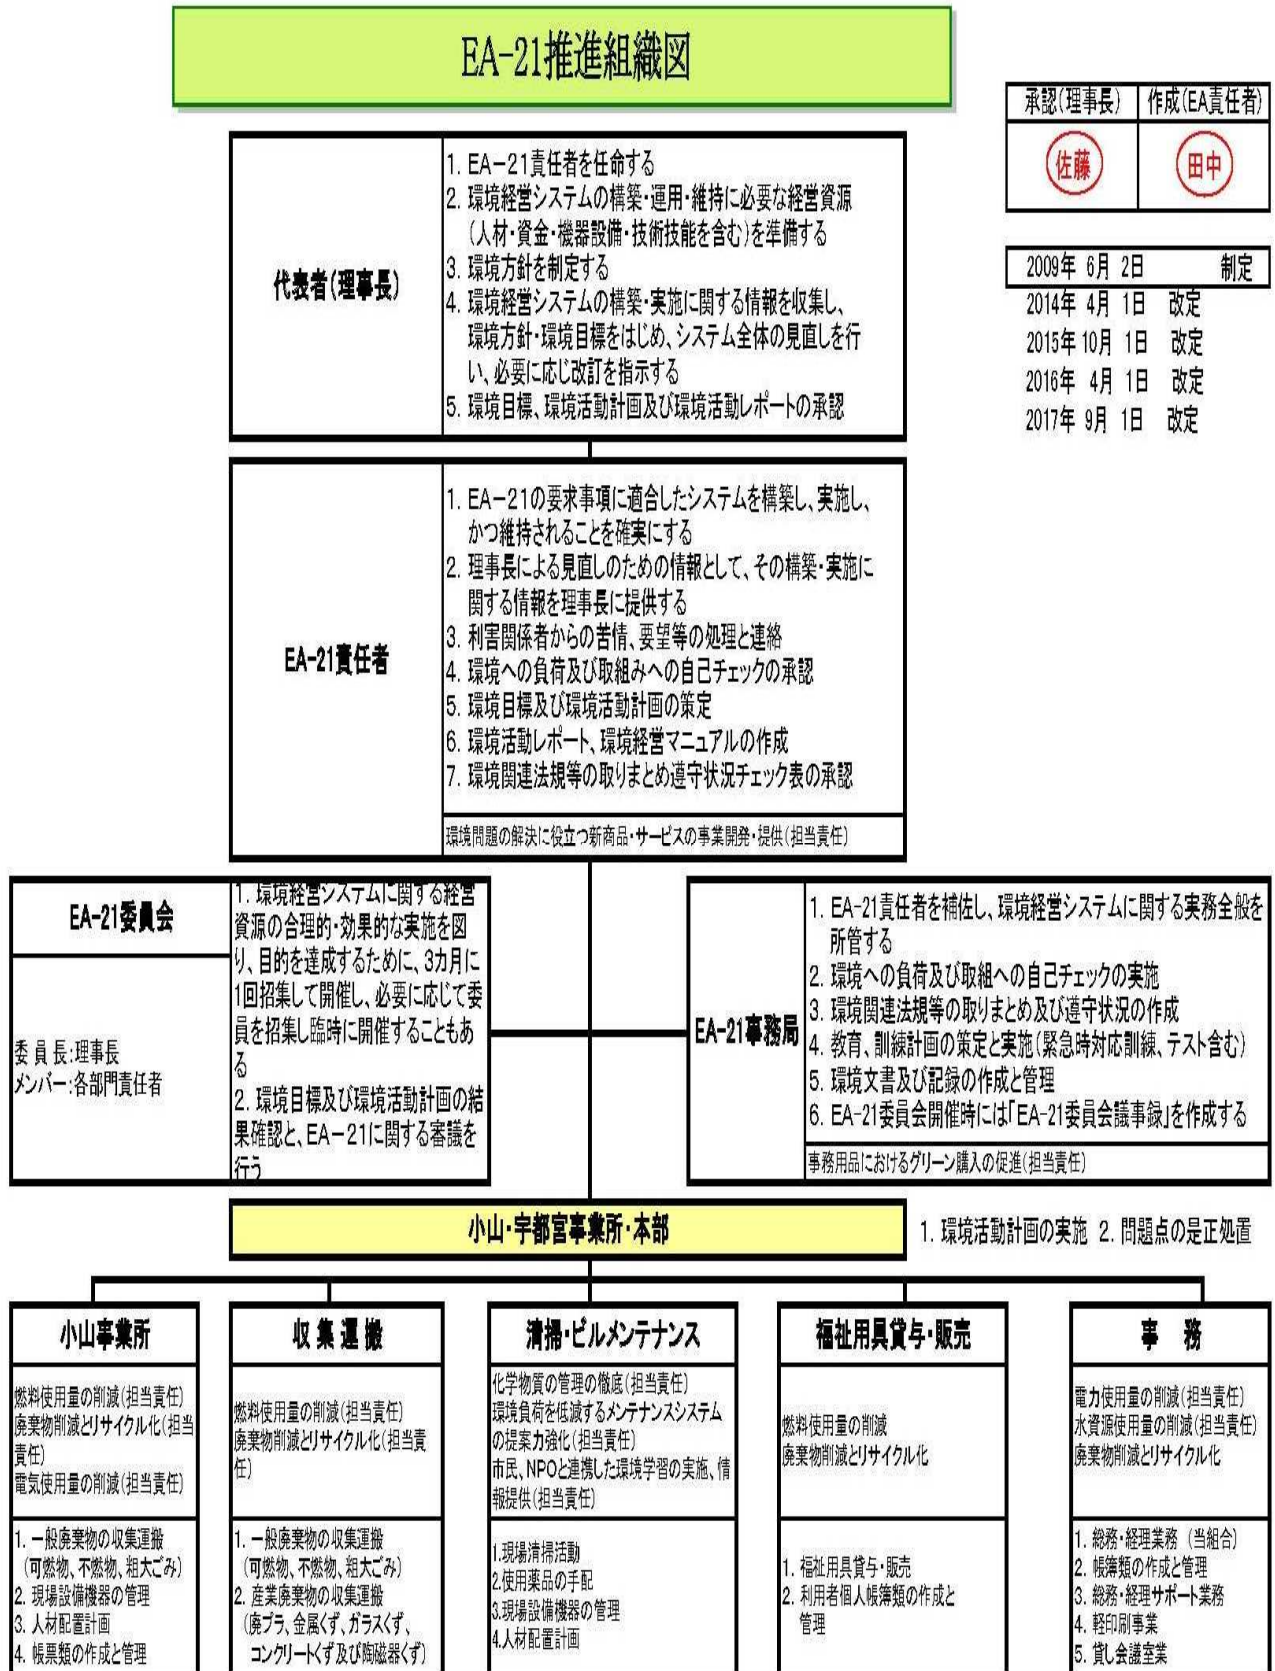 EA-21推進組織図
承認(理事長) 作成(EA責任者)
佐藤 田中
2009年 6月 2日 制定
2014年 4月 1日 改定
2015年 10月 1日 改定
2016年 4月 1日 改定
2017年 9月 1日 改定
代表者(理事長)
1. EA-21責任者を任命する
2. 環境経営システムの構築・運用・維持に必要な経営資源
(人材・資金・機器設備・技術技能を含む)を準備する
3. 環境方針を制定する
4. 環境経営システムの構築・実施に関する情報を収集し、
環境方針・環境目標をはじめ、システム全体の見直しを行
い、必要に応じ改訂を指示する
5. 環境目標、環境活動計画及び環境活動レポートの承認
EA-21責任者
1. EA-21の要求事項に適合したシステムを構築し、実施し、
かつ維持されることを確実にする
2. 理事長による見直しのための情報として、その構築・実施に
関する情報を理事長に提供する
3. 利害関係者からの苦情、要望等の処理と連絡
4. 環境への負荷及び取組みへの自己チェックの承認
5. 環境目標及び環境活動計画の策定
6. 環境活動レポート、環境経営マニュアルの作成
7. 環境関連法規等の取りまとめ遵守状況チェック表の承認
環境問題の解決に役立つ新商品・サービスの事業開発・提供(担当責任)
EA-21委員会
委 員 長:理事長
メンバー:各部門責任者
1. 環境経営システムに関する経営
資源の合理的・効果的な実施を図
り、目的を達成するために、3カ月に
1回招集して開催し、必要に応じて委
員を招集し臨時に開催することもあ
る
2. 環境目標及び環境活動計画の結
果確認と、EA-21に関する審議を
行う
EA-21事務局
1. EA-21責任者を補佐し、環境経営システムに関する実務全般を
所管する
2. 環境への負荷及び取組への自己チェックの実施
3. 環境関連法規等の取りまとめ及び遵守状況の作成
4. 教育、訓練計画の策定と実施(緊急時対応訓練、テスト含む)
5. 環境文書及び記録の作成と管理
6. EA-21委員会開催時には「EA-21委員会議事録」を作成する
事務用品におけるグリーン購入の促進(担当責任)
小山・宇都宮事業所・本部
1. 環境活動計画の実施 2. 問題点の是正処置
小山事業所
燃料使用量の削減(担当責任)
廃棄物削減とリサイクル化(担当
責任)
電気使用量の削減(担当責任)
1. 一般廃棄物の収集運搬
(可燃物、不燃物、粗大ごみ)
2. 現場設備機器の管理
3. 人材配置計画
4. 帳票類の作成と管理
収 集 運 搬
燃料使用量の削減(担当責任)
廃棄物削減とリサイクル化(担当責
任)
1. 一般廃棄物の収集運搬
(可燃物、不燃物、粗大ごみ)
2. 産業廃棄物の収集運搬
(廃プラ、金属くず、ガラスくず、
コンクリートくず及び陶磁器くず)
清掃・ビルメンテナンス
化学物質の管理の徹底(担当責任)
環境負荷を低減するメンテナンスシステム
の提案力強化(担当責任)
市民、NPOと連携した環境学習の実施、情
報提供(担当責任)
1.現場清掃活動
2.使用薬品の手配
3.現場設備機器の管理
4.人材配置計画
福祉用具貸与・販売
燃料使用量の削減
廃棄物削減とリサイクル化
1. 福祉用具貸与・販売
2. 利用者個人帳簿類の作成と
管理
事 務
電力使用量の削減(担当責任)
水資源使用量の削減(担当責任)
廃棄物削減とリサイクル化
1. 総務・経理業務 (当組合)
2. 帳簿類の作成と管理
3. 総務・経理サポート業務
4. 軽印刷事業
5. 貸し会議室業